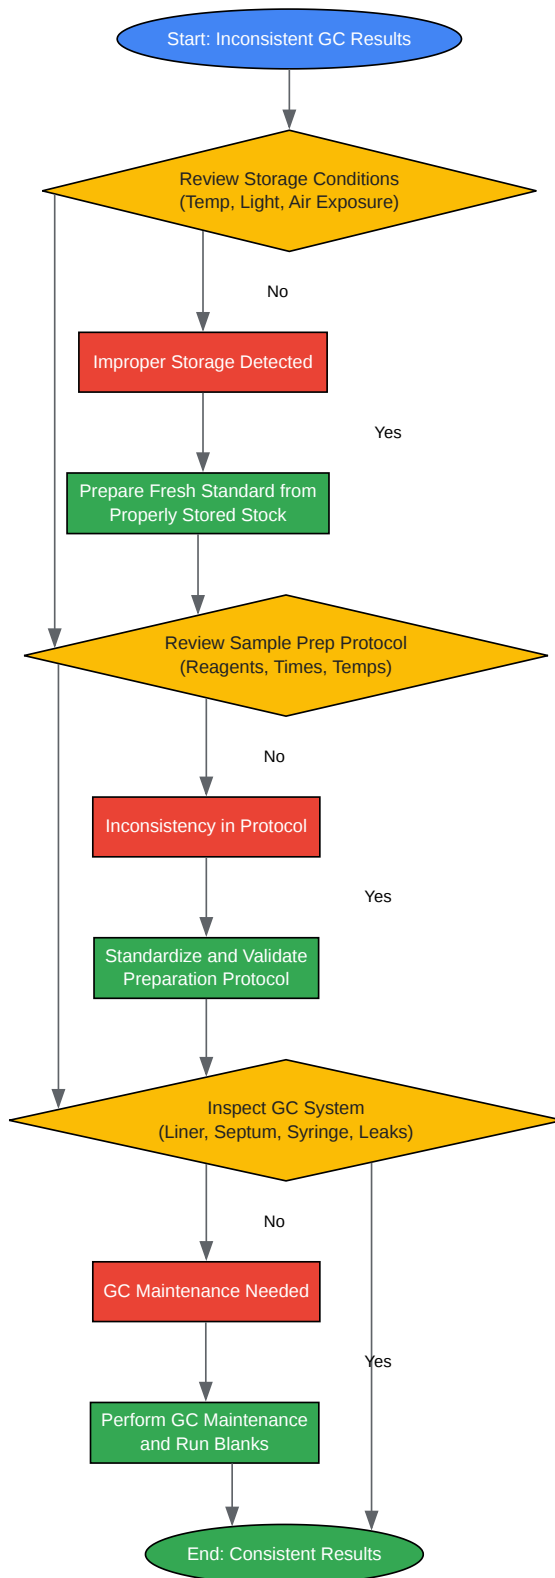 Start: Inconsistent GC Results
Review Storage Conditions
(Temp, Light, Air Exposure)
No
Improper Storage Detected
Yes
Prepare Fresh Standard from
Properly Stored Stock
Review Sample Prep Protocol
(Reagents, Times, Temps)
No
Inconsistency in Protocol
Yes
Standardize and Validate
Preparation Protocol
Inspect GC System
(Liner, Septum, Syringe, Leaks)
No
GC Maintenance Needed
Yes
Perform GC Maintenance
and Run Blanks
End: Consistent Results